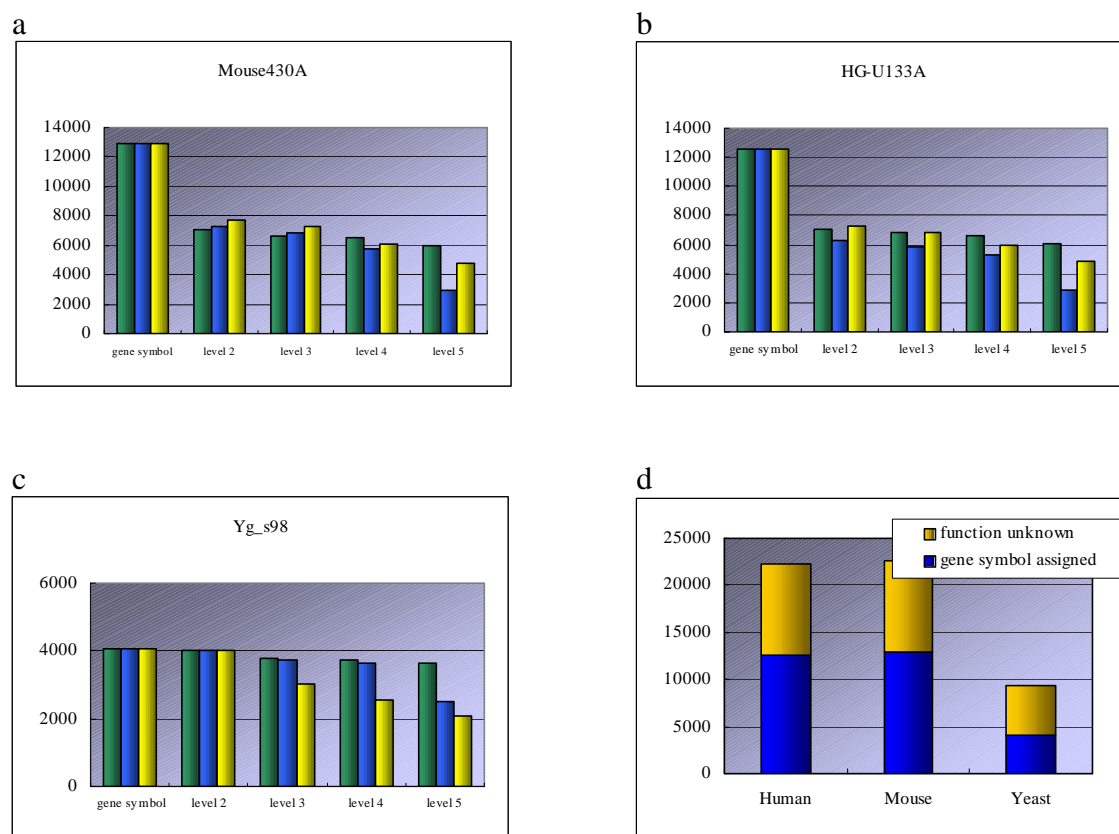 a
Mouse430A
14000
12000
10000
8000
6000
4000
2000
0
gene symbol level 2 level 3 level 4 level 5
b
HG-U133A
14000
12000
10000
8000
6000
4000
2000
0
gene symbol level 2 level 3 level 4 level 5
c
Yg_s98
6000
4000
2000
0
gene symbol level 2 level 3 level 4 level 5
d
function unknown
gene symbol assigned
25000
20000
15000
10000
5000
0
Human Mouse Yeast